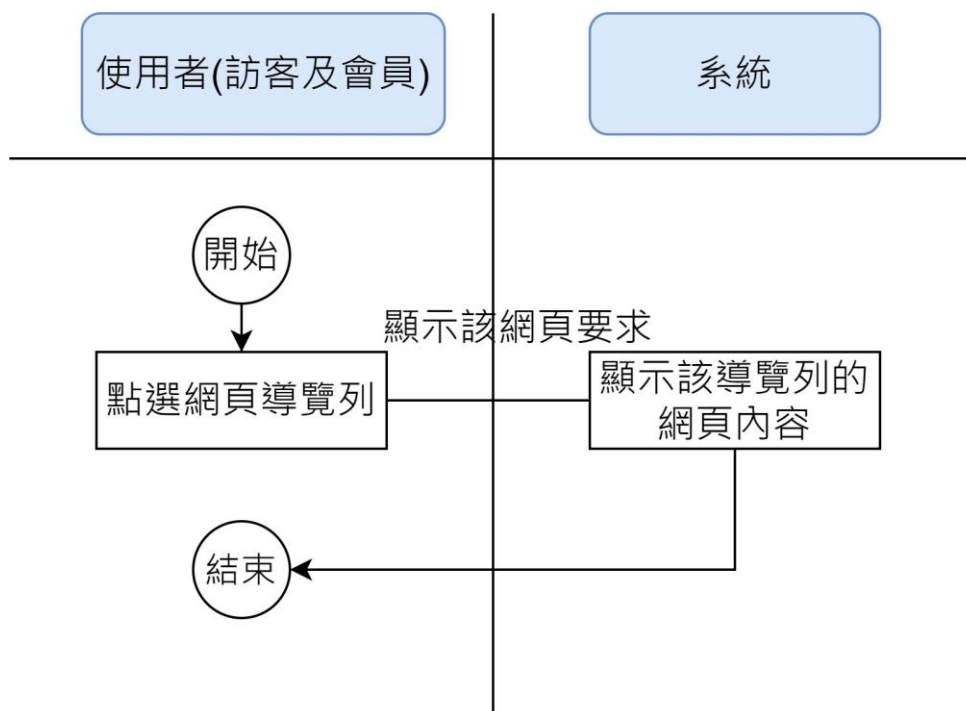 使用者(訪客及會員)
系統
開始
顯示該網頁要求
點選網頁導覽列
顯示該導覽列的
網頁內容
結束